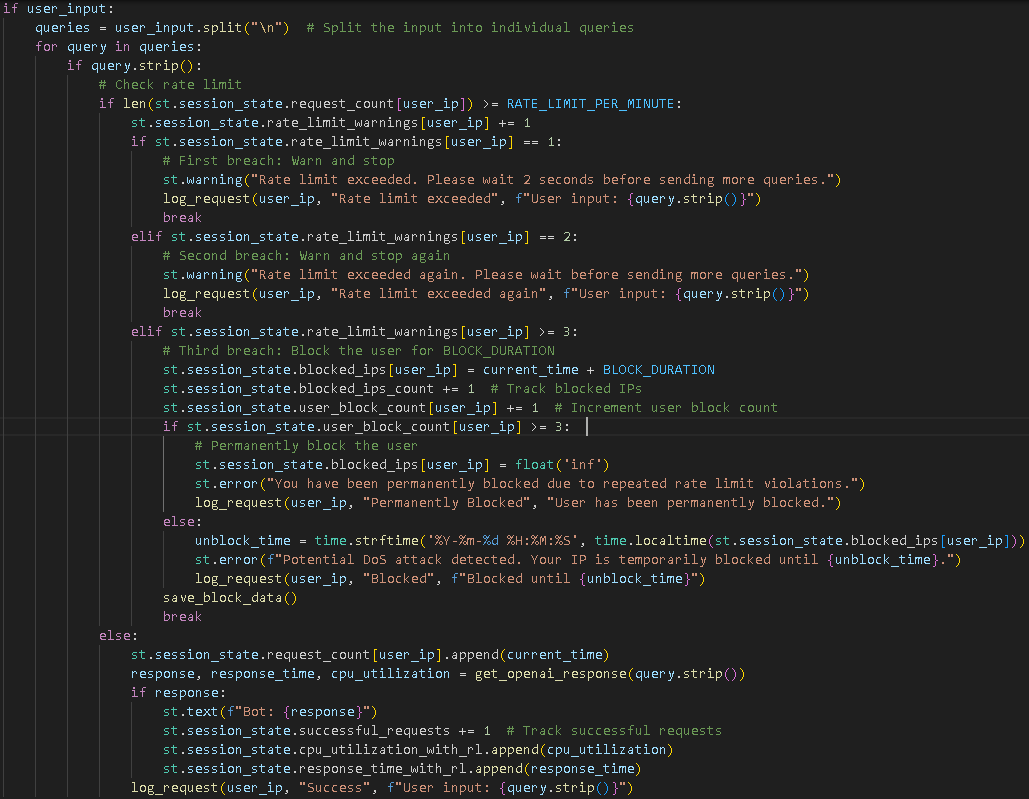 if user_input:
    queries = user_input.split("\n")  # Split the input into individual queries
    for query in queries:
        if query.strip():
            # Check rate limit
            if len(st.session_state.request_count[user_ip]) >= RATE_LIMIT_PER_MINUTE:
                st.session_state.rate_limit_warnings[user_ip] += 1
                if st.session_state.rate_limit_warnings[user_ip] == 1:
                    # First breach: Warn and stop
                    st.warning("Rate limit exceeded. Please wait 2 seconds before sending more queries.")
                    log_request(user_ip, "Rate limit exceeded", f"User input: {query.strip()}")
                    break
                elif st.session_state.rate_limit_warnings[user_ip] == 2:
                    # Second breach: Warn and stop again
                    st.warning("Rate limit exceeded again. Please wait before sending more queries.")
                    log_request(user_ip, "Rate limit exceeded again", f"User input: {query.strip()}")
                    break
                elif st.session_state.rate_limit_warnings[user_ip] >= 3:
                    # Third breach: Block the user for BLOCK_DURATION
                    st.session_state.blocked_ips[user_ip] = current_time + BLOCK_DURATION
                    st.session_state.blocked_ips_count += 1  # Track blocked IPs
                    st.session_state.user_block_count[user_ip] += 1  # Increment user block count
                    if st.session_state.user_block_count[user_ip] >= 3:
                        # Permanently block the user
                        st.session_state.blocked_ips[user_ip] = float('inf')
                        st.error("You have been permanently blocked due to repeated rate limit violations.")
                        log_request(user_ip, "Permanently Blocked", "User has been permanently blocked.")
                    else:
                        unblock_time = time.strftime('%Y-%m-%d %H:%M:%S', time.localtime(st.session_state.blocked_ips[user_ip]))
                        st.error(f"Potential DoS attack detected. Your IP is temporarily blocked until {unblock_time}.")
                        log_request(user_ip, "Blocked", f"Blocked until {unblock_time}")
                    save_block_data()
                    break
            else:
                st.session_state.request_count[user_ip].append(current_time)
                response, response_time, cpu_utilization = get_openai_response(query.strip())
                if response:
                    st.text(f"Bot: {response}")
                    st.session_state.successful_requests += 1  # Track successful requests
                    st.session_state.cpu_utilization_with_rl.append(cpu_utilization)
                    st.session_state.response_time_with_rl.append(response_time)
                log_request(user_ip, "Success", f"User input: {query.strip()}")